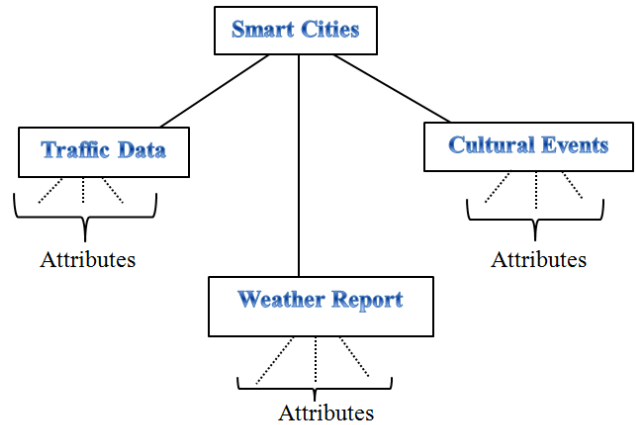 Smart Cities
Traffic Data
Cultural Events
Attributes
Attributes
Weather Report
Attributes